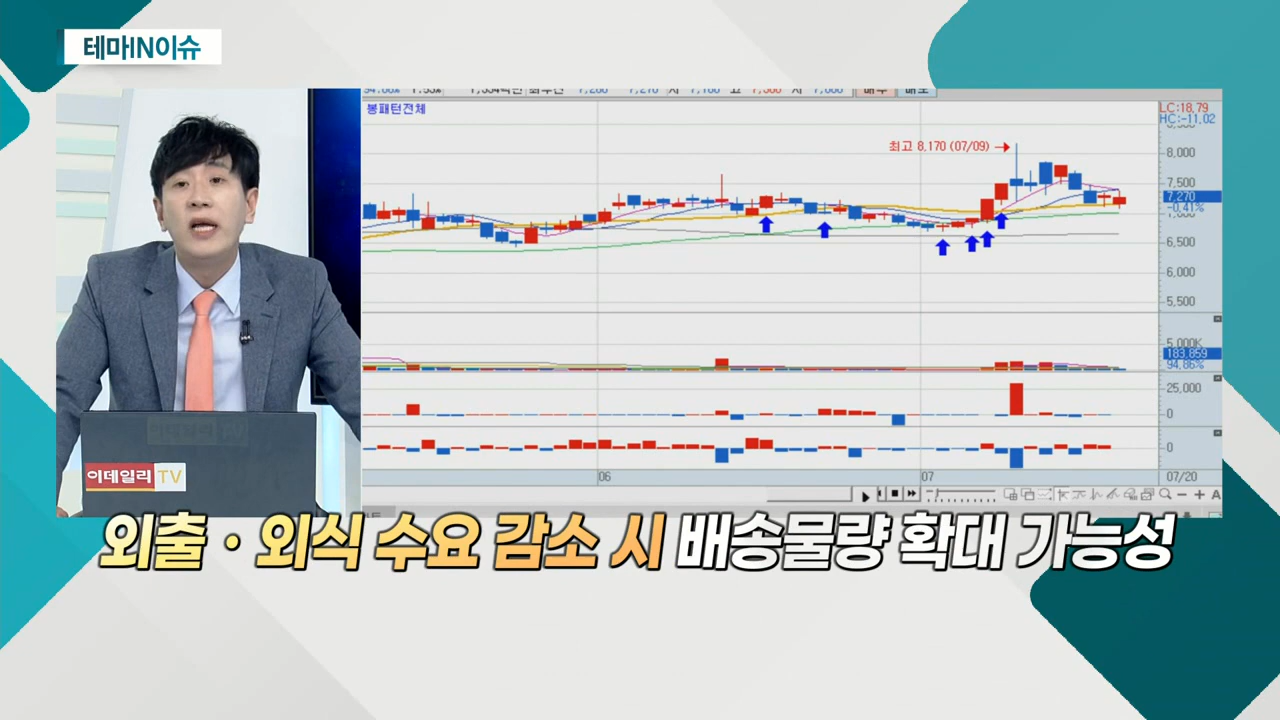 테마IN이슈
봉패턴전체
LC:18.79
HC:-11.02
최고 8,170 (07/09)
8,000
7,500
7,270
-0.41%
7,000
6,500
6,000
5,500
5,000K
183,859
94.86%
25,000
0
0
06
07
07/20
A
이데일리 TV
외출·외식 수요 감소 시 배송물량 확대 가능성